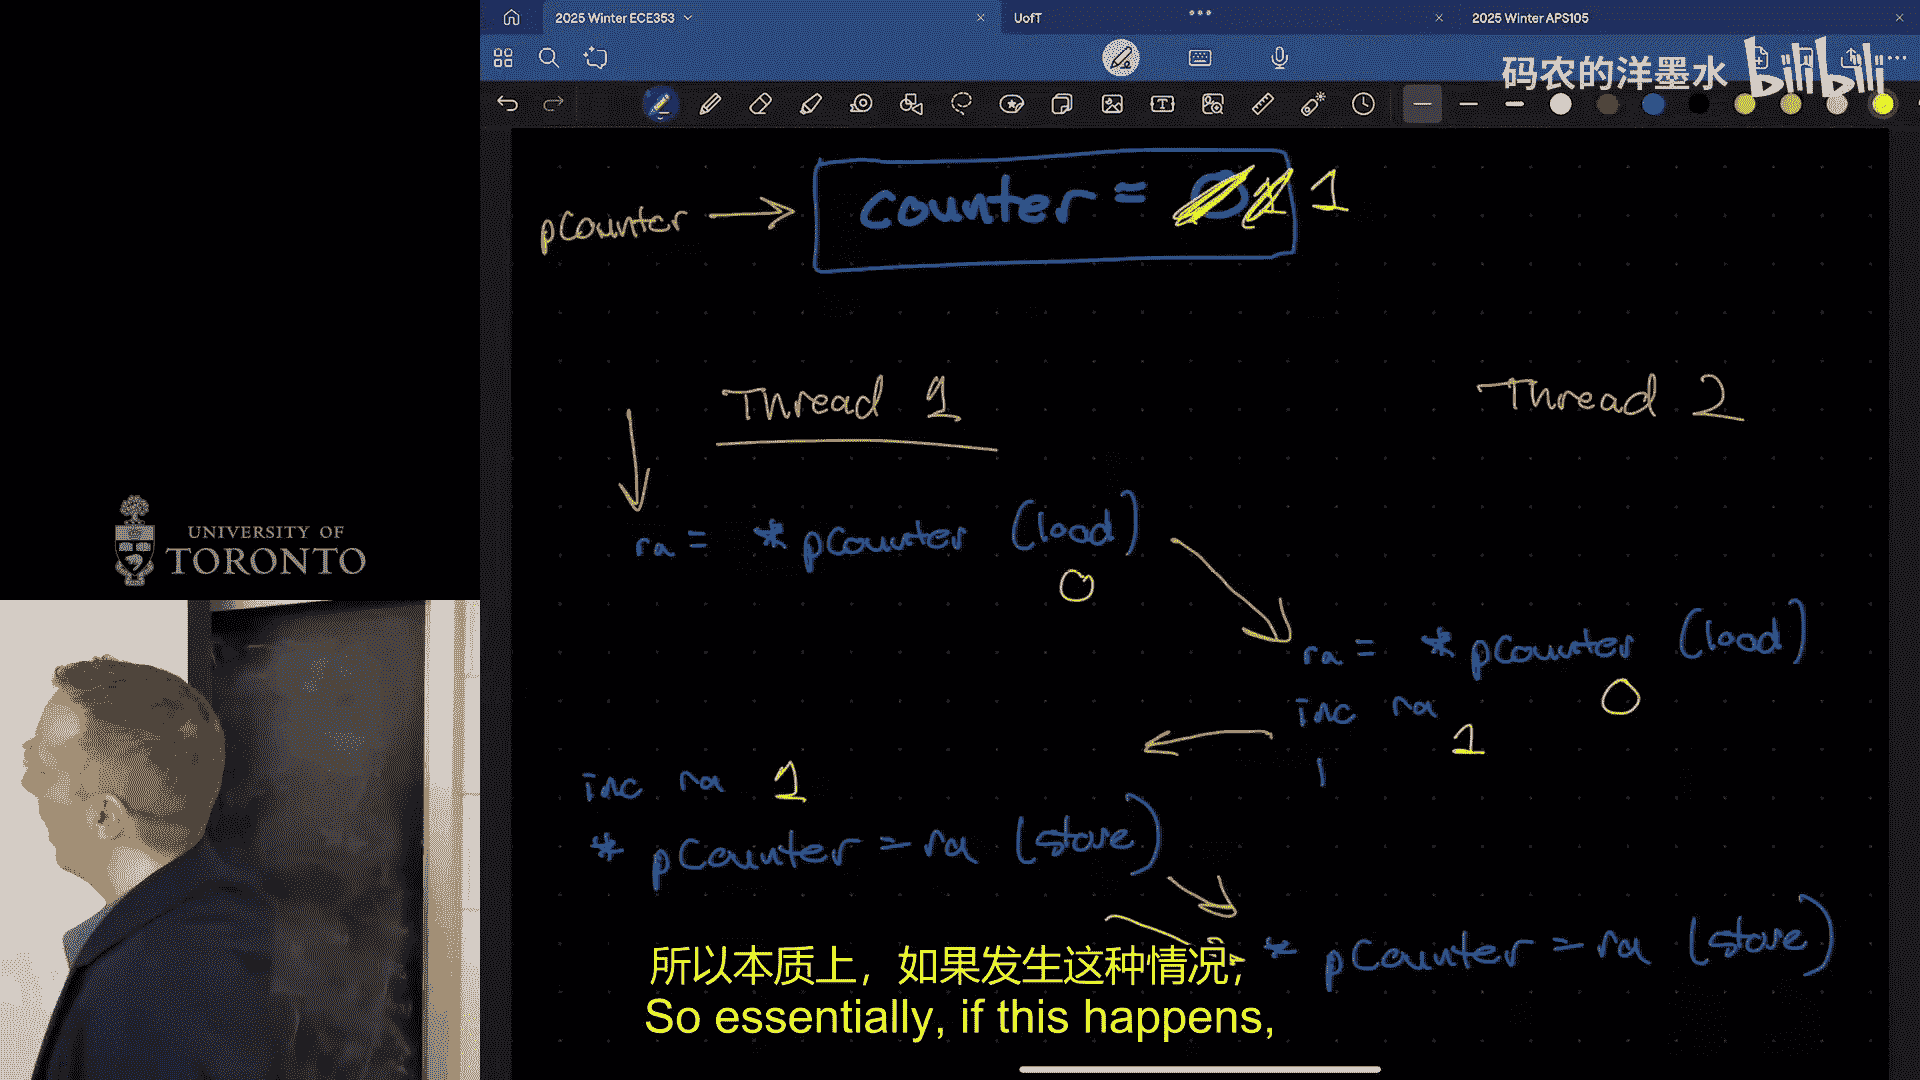 2025 Winter ECE353
UofT
2025 Winter APS105
码农的洋墨水 bilibili
pCounter → counter = 0 1 1
Thread 1
Thread 2
ra = * pCounter (load)
0
ra = * pCounter (load)
0
inc ra
1
inc ra 1
* pCounter = ra (store)
* pCounter = ra (store)
UNIVERSITY OF
TORONTO
所以本质上，如果发生这种情况，
So essentially, if this happens,